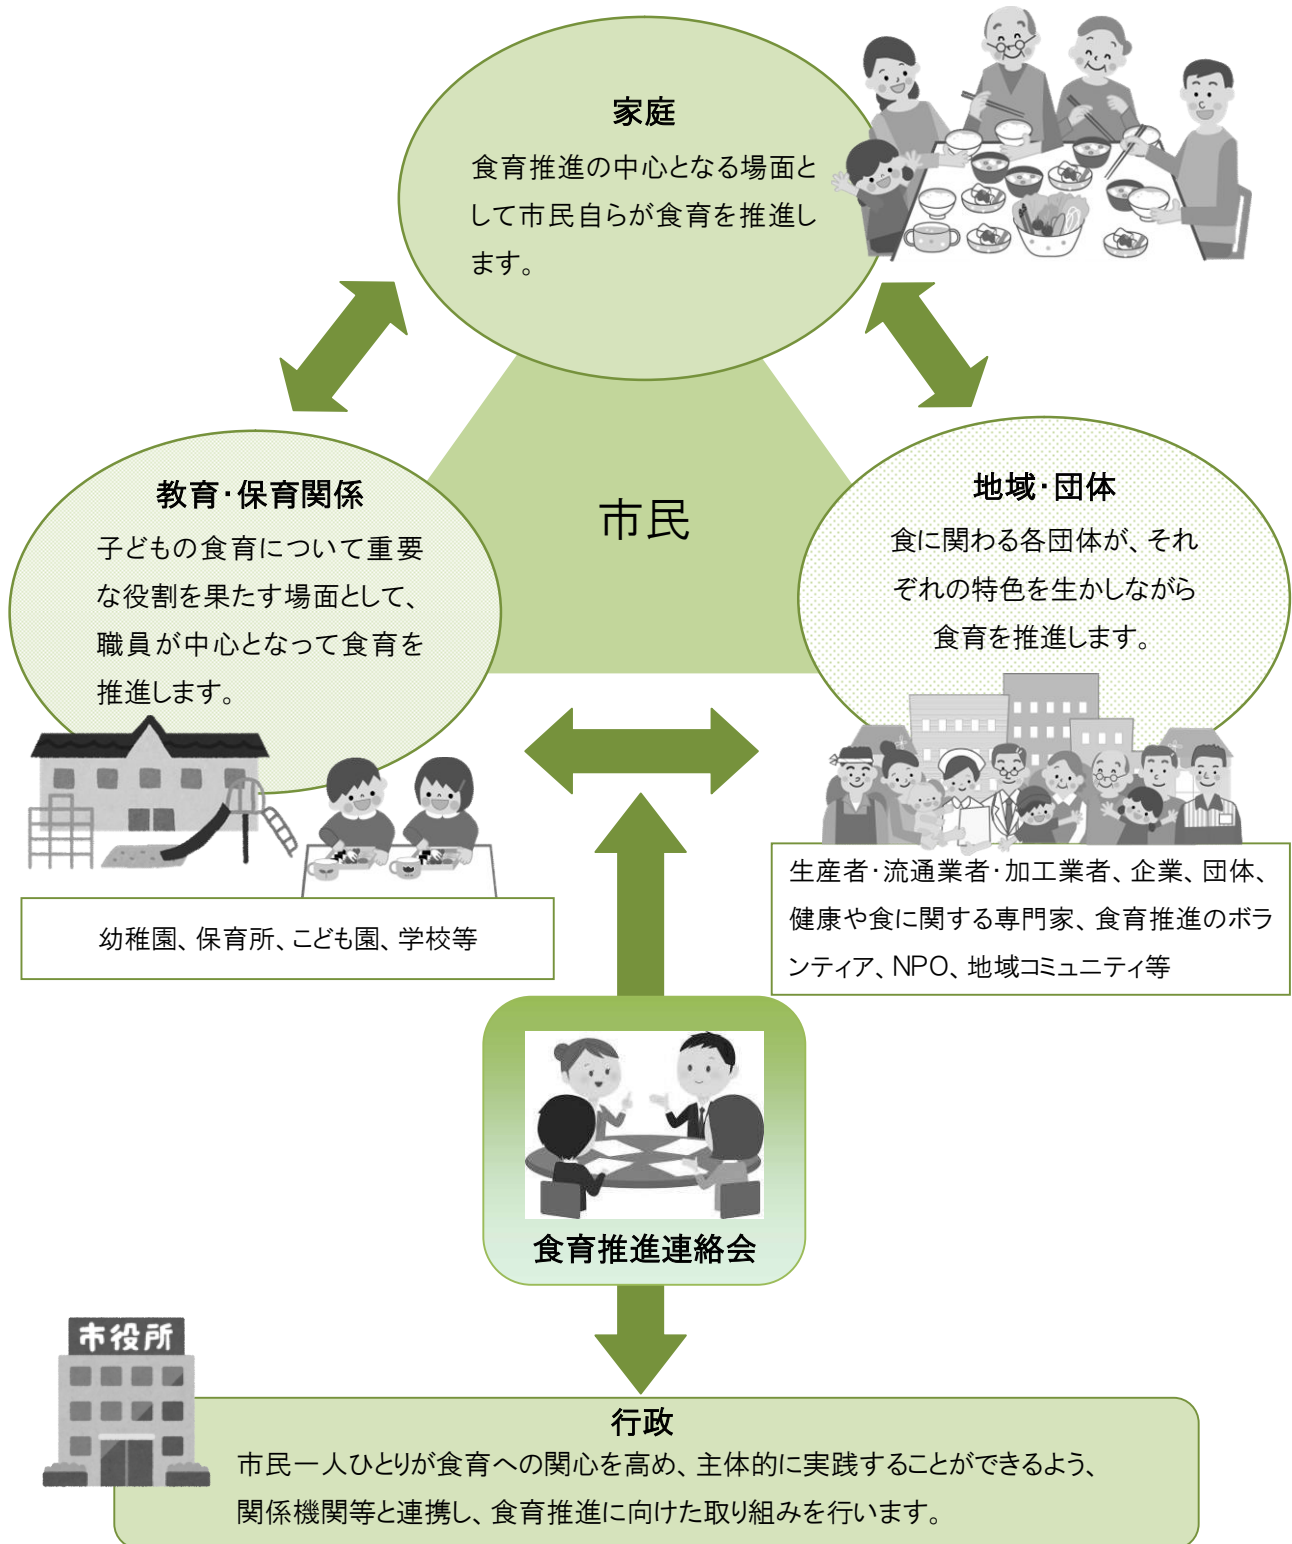 家庭
食育推進の中心となる場面と
して市民自らが食育を推進し
ます。
教育・保育関係
子どもの食育について重要
な役割を果たす場面として、
職員が中心となって食育を
推進します。
市民
地域・団体
食に関わる各団体が、それ
ぞれの特色を生かしながら
食育を推進します。
幼稚園、保育所、こども園、学校等
生産者・流通業者・加工業者、企業、団体、
健康や食に関する専門家、食育推進のボラ
ンティア、NPO、地域コミュニティ等
食育推進連絡会
市役所
行政
市民一人ひとりが食育への関心を高め、主体的に実践することができるよう、
関係機関等と連携し、食育推進に向けた取り組みを行います。